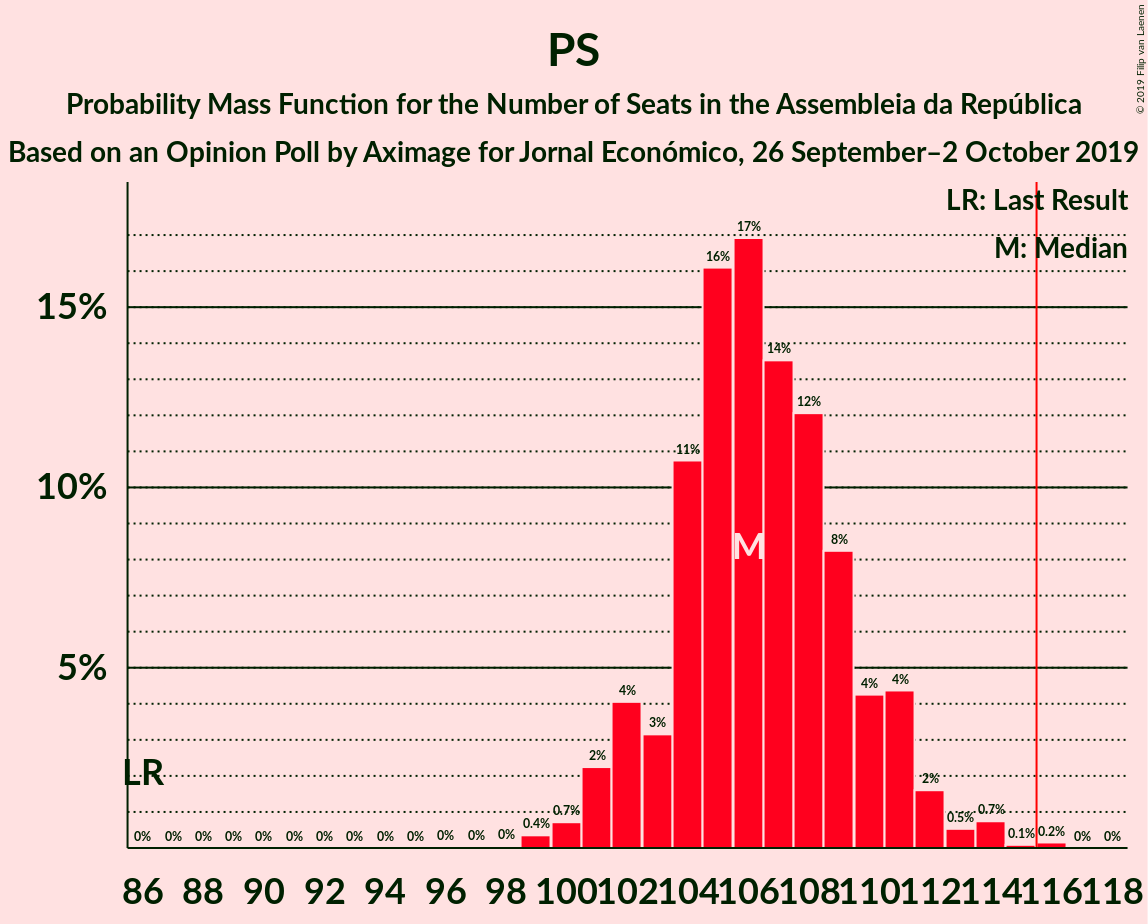 PS
Probability Mass Function for the Number of Seats in the Assembleia da República
Based on an Opinion Poll by Aximage for Jornal Económico, 26 September–2 October 2019
© 2019 Filip van Laenen
LR: Last Result
M: Median
15%
10%
5%
LR
M
0% 0% 0% 0% 0% 0% 0% 0% 0% 0% 0% 0% 0% 0.4% 0.7% 2% 4% 3% 11% 16% 17% 14% 12% 8% 4% 4% 2% 0.5% 0.7% 0.1% 0.2% 0% 0%
86 88 90 92 94 96 98 100 102 104 106 108 110 112 114 116 118